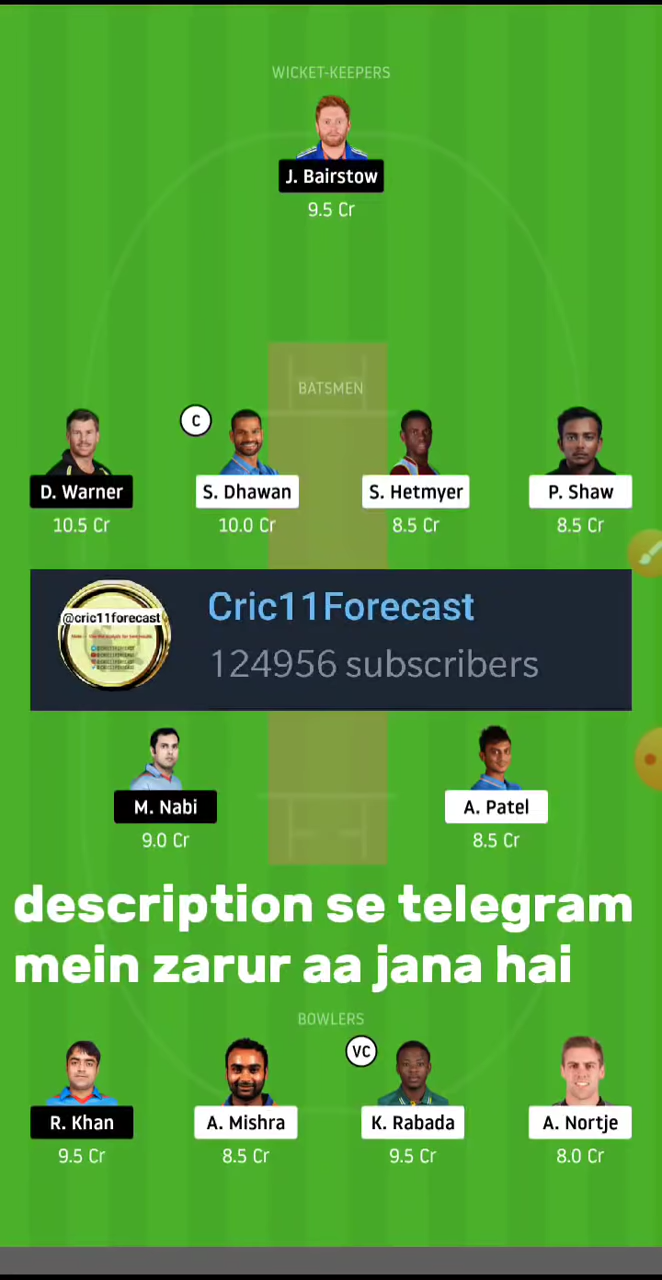 WICKET-KEEPERS
J. Bairstow
9.5 Cr
BATSMEN
C
D. Warner
S. Dhawan
S. Hetmyer
P. Shaw
10.5 Cr
10.0 Cr
8.5 Cr
8.5 Cr
@cric11forecast
Cric11Forecast
124956 subscribers
M. Nabi
A. Patel
9.0 Cr
8.5 Cr
description se telegram
mein zarur aa jana hai
BOWLERS
VC
R. Khan
A. Mishra
K. Rabada
A. Nortje
9.5 Cr
8.5 Cr
9.5 Cr
8.0 Cr